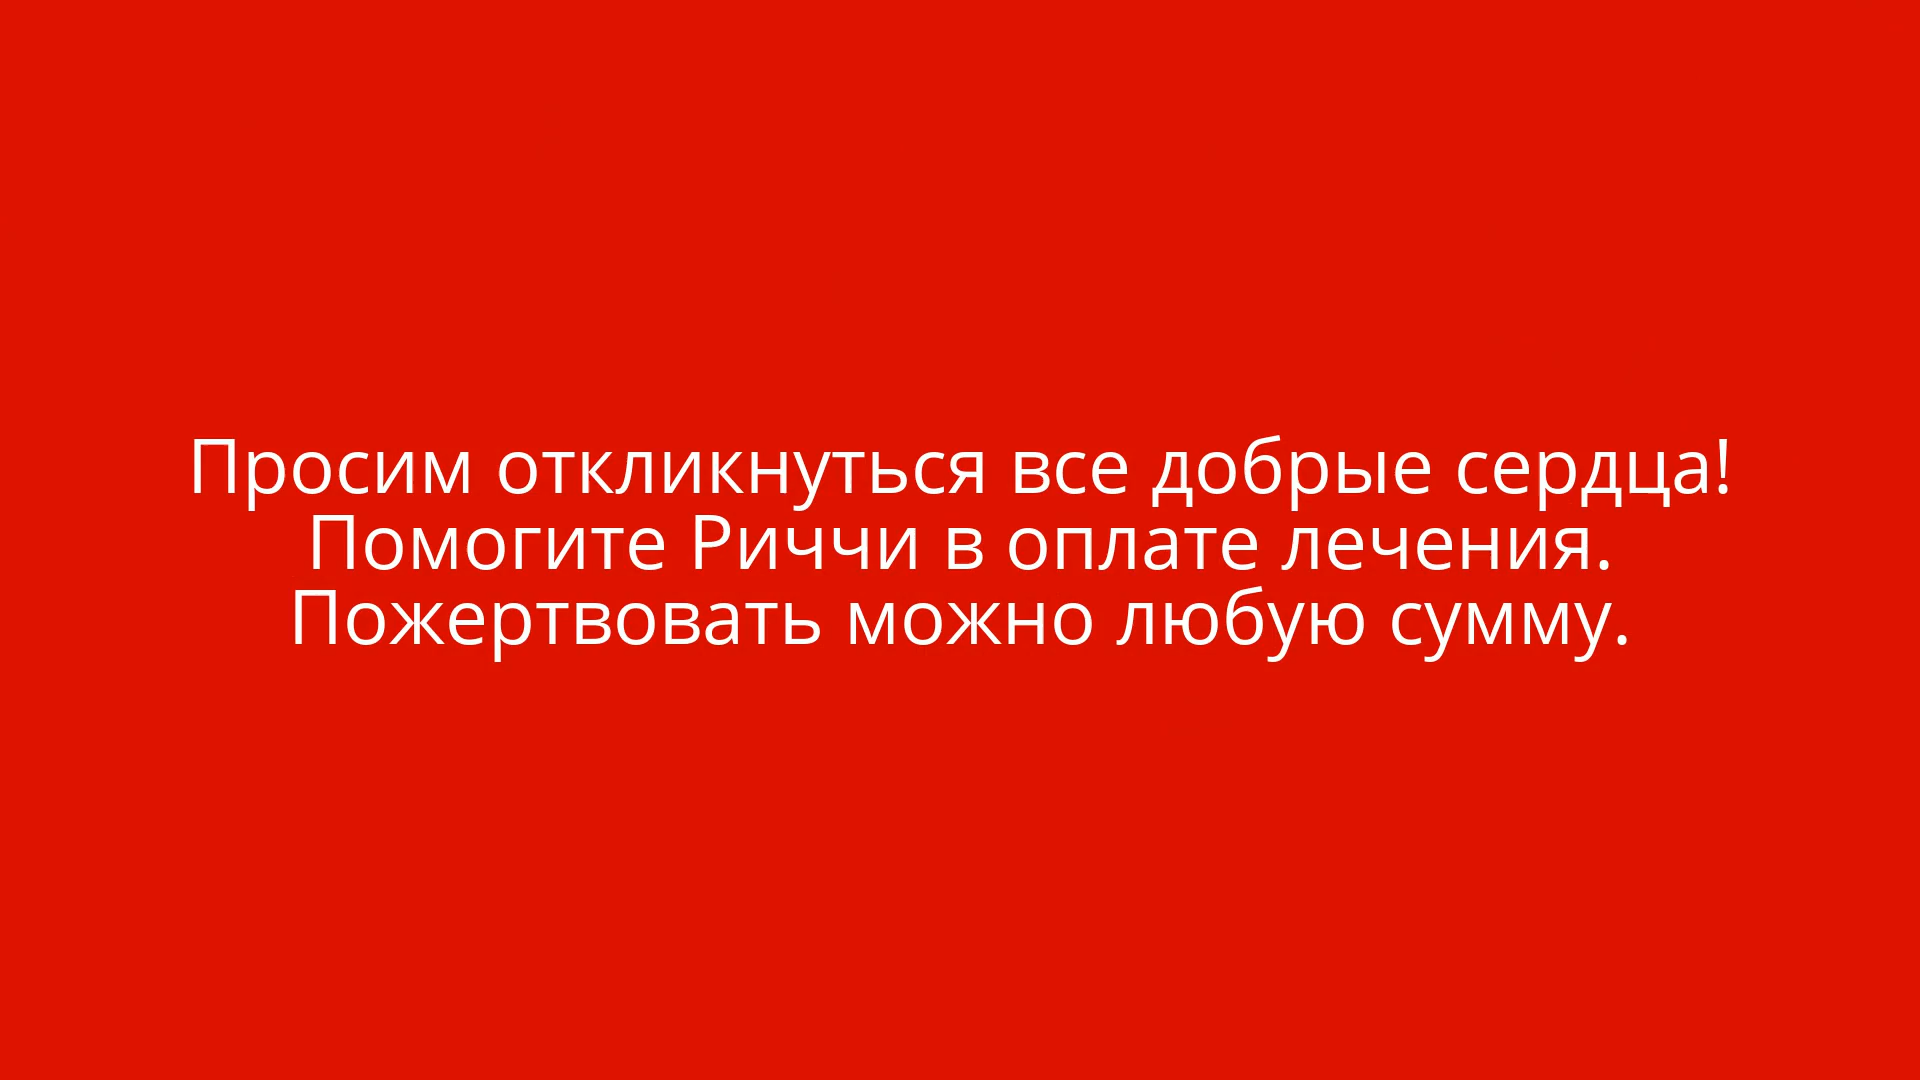 Просим откликнуться все добрые сердца!
Помогите Риччи в оплате лечения.
Пожертвовать можно любую сумму.